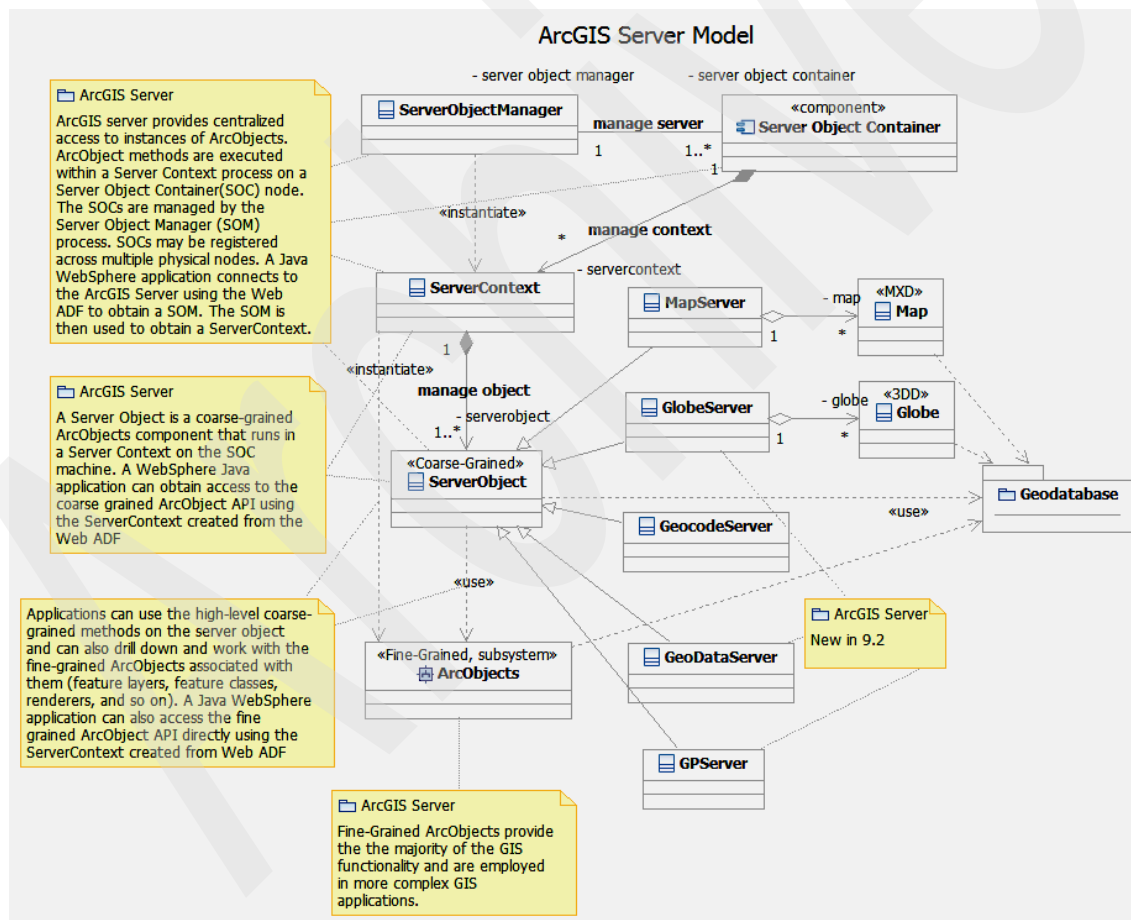 ArcGIS Server Model
- server object manager
- server object container
ArcGIS Server
ArcGIS server provides centralized
access to instances of ArcObjects.
ArcObject methods are executed
within a Server Context process on a
Server Object Container(SOC) node.
The SOCs are managed by the
Server Object Manager (SOM)
process. SOCs may be registered
across multiple physical nodes. A Java
WebSphere application connects to
the ArcGIS Server using the Web
ADF to obtain a SOM. The SOM is
then used to obtain a ServerContext.
ServerObjectManager
manage server
1
1..*
«component»
Server Object Container
1
«instantiate»
*
manage context
- servercontext
ServerContext
MapServer
1
- map
*
«MXD»
Map
1
«instantiate»
manage object
- serverobject
1..*
GlobeServer
1
- globe
*
«3DD»
Globe
ArcGIS Server
A Server Object is a coarse-grained
ArcObjects component that runs in
a Server Context on the SOC
machine. A WebSphere Java
application can obtain access to the
coarse grained ArcObject API using
the ServerContext created from the
Web ADF
«Coarse-Grained»
ServerObject
Geodatabase
«use»
GeocodeServer
«use»
Applications can use the high-level coarse-
grained methods on the server object
and can also drill down and work with the
fine-grained ArcObjects associated with
them (feature layers, feature classes,
renderers, and so on). A Java WebSphere
application can also access the fine
grained ArcObject API directly using the
ServerContext created from Web ADF
«Fine-Grained, subsystem»
ArcObjects
GeoDataServer
ArcGIS Server
New in 9.2
GPServer
ArcGIS Server
Fine-Grained ArcObjects provide
the the majority of the GIS
functionality and are employed
in more complex GIS
applications.